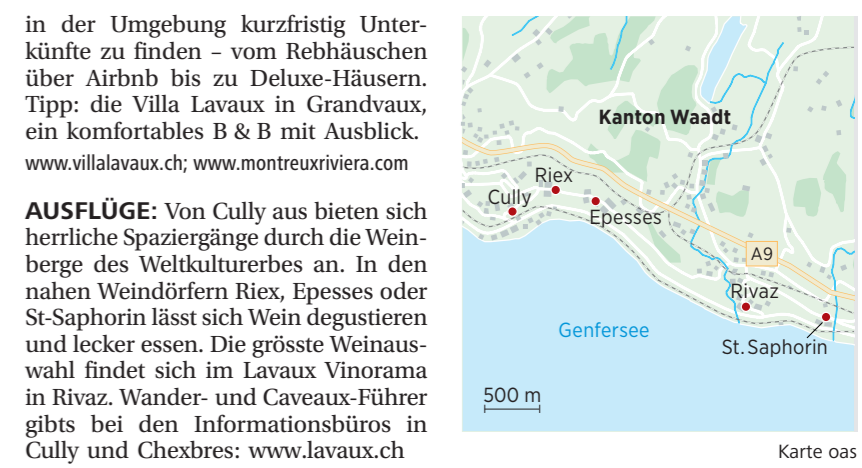 in der Umgebung kurzfristig Unter-
künfte zu finden – vom Rebhäuschen
über Airbnb bis zu Deluxe-Häusern.
Tipp: die Villa Lavaux in Grandvaux,
ein komfortables B & B mit Ausblick.
www.villalavaux.ch; www.montreuxriviera.com
AUSFLÜGE: Von Cully aus bieten sich
herrliche Spaziergänge durch die Wein-
berge des Weltkulturerbes an. In den
nahen Weindörfern Riex, Epesses oder
St-Saphorin lässt sich Wein degustieren
und lecker essen. Die grösste Weinaus-
wahl findet sich im Lavaux Vinorama
in Rivaz. Wander- und Caveaux-Führer
gibts bei den Informationsbüros in
Cully und Chexbres: www.lavaux.ch
Kanton Waadt
Riex
Cully
Epesses
A9
Rivaz
Genfersee
St. Saphorin
500 m
Karte oas